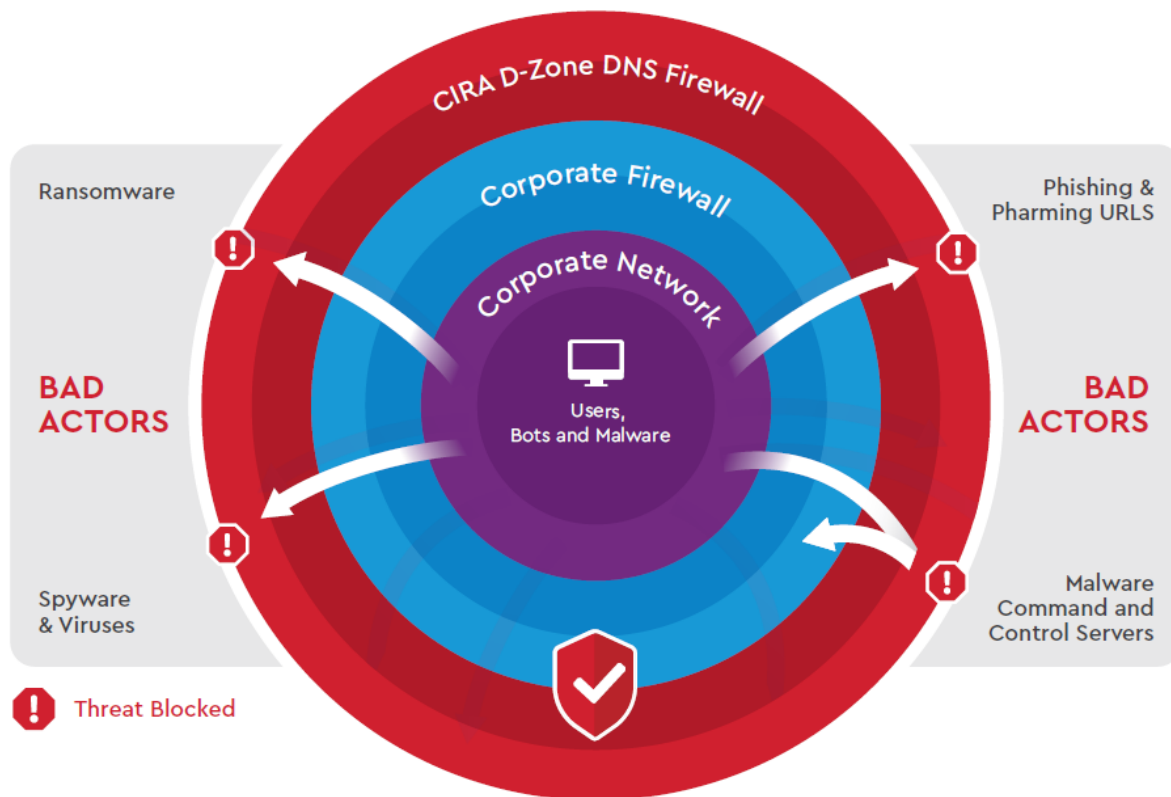 CIRA D-Zone DNS Firewall
Corporate Firewall
Corporate Network
Users,
Bots and Malware
Ransomware
BAD
ACTORS
Spyware
& Viruses
Phishing &
Pharming URLS
BAD
ACTORS
Malware
Command and
Control Servers
! Threat Blocked